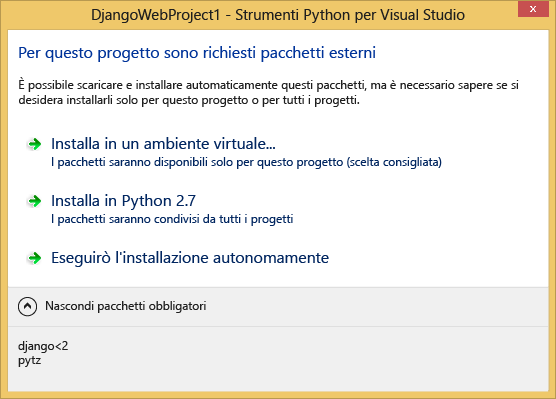 DjangoWebProject1 - Strumenti Python per Visual Studio
x
Per questo progetto sono richiesti pacchetti esterni
È possibile scaricare e installare automaticamente questi pacchetti, ma è necessario sapere se si
desidera installarli solo per questo progetto o per tutti i progetti.
Installa in un ambiente virtuale...
I pacchetti saranno disponibili solo per questo progetto (scelta consigliata)
Installa in Python 2.7
I pacchetti saranno condivisi da tutti i progetti
Eseguirò l'installazione autonomamente
Nascondi pacchetti obbligatori
django<2
pytz